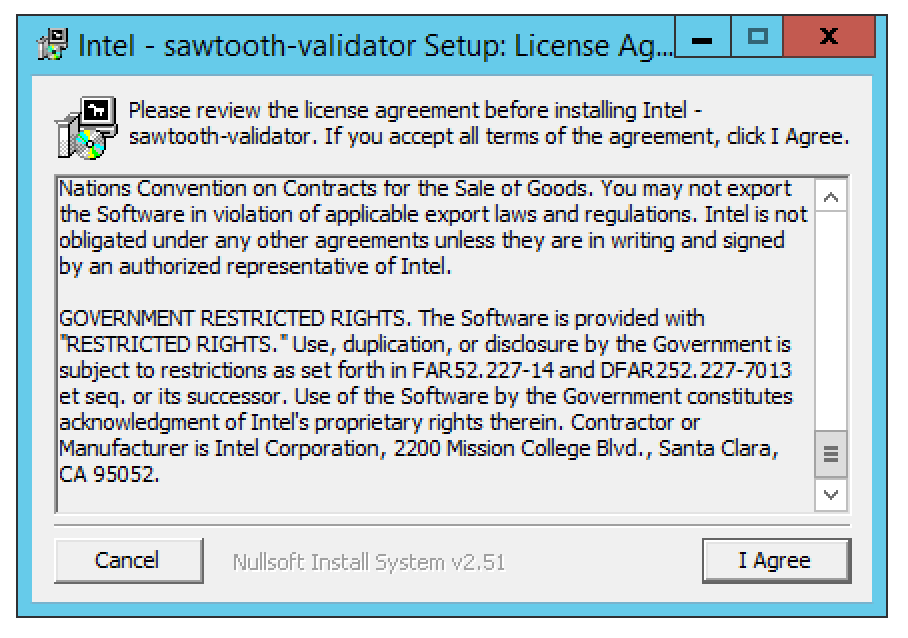 Intel - sawtooth-validator Setup: License Ag...
Please review the license agreement before installing Intel -
sawtooth-validator. If you accept all terms of the agreement, click I Agree.
Nations Convention on Contracts for the Sale of Goods. You may not export
the Software in violation of applicable export laws and regulations. Intel is not
obligated under any other agreements unless they are in writing and signed
by an authorized representative of Intel.
GOVERNMENT RESTRICTED RIGHTS. The Software is provided with
"RESTRICTED RIGHTS." Use, duplication, or disclosure by the Government is
subject to restrictions as set forth in FAR52.227-14 and DFAR252.227-7013
et seq. or its successor. Use of the Software by the Government constitutes
acknowledgment of Intel's proprietary rights therein. Contractor or
Manufacturer is Intel Corporation, 2200 Mission College Blvd., Santa Clara,
CA 95052.
Cancel
Nullsoft Install System v2.51
I Agree